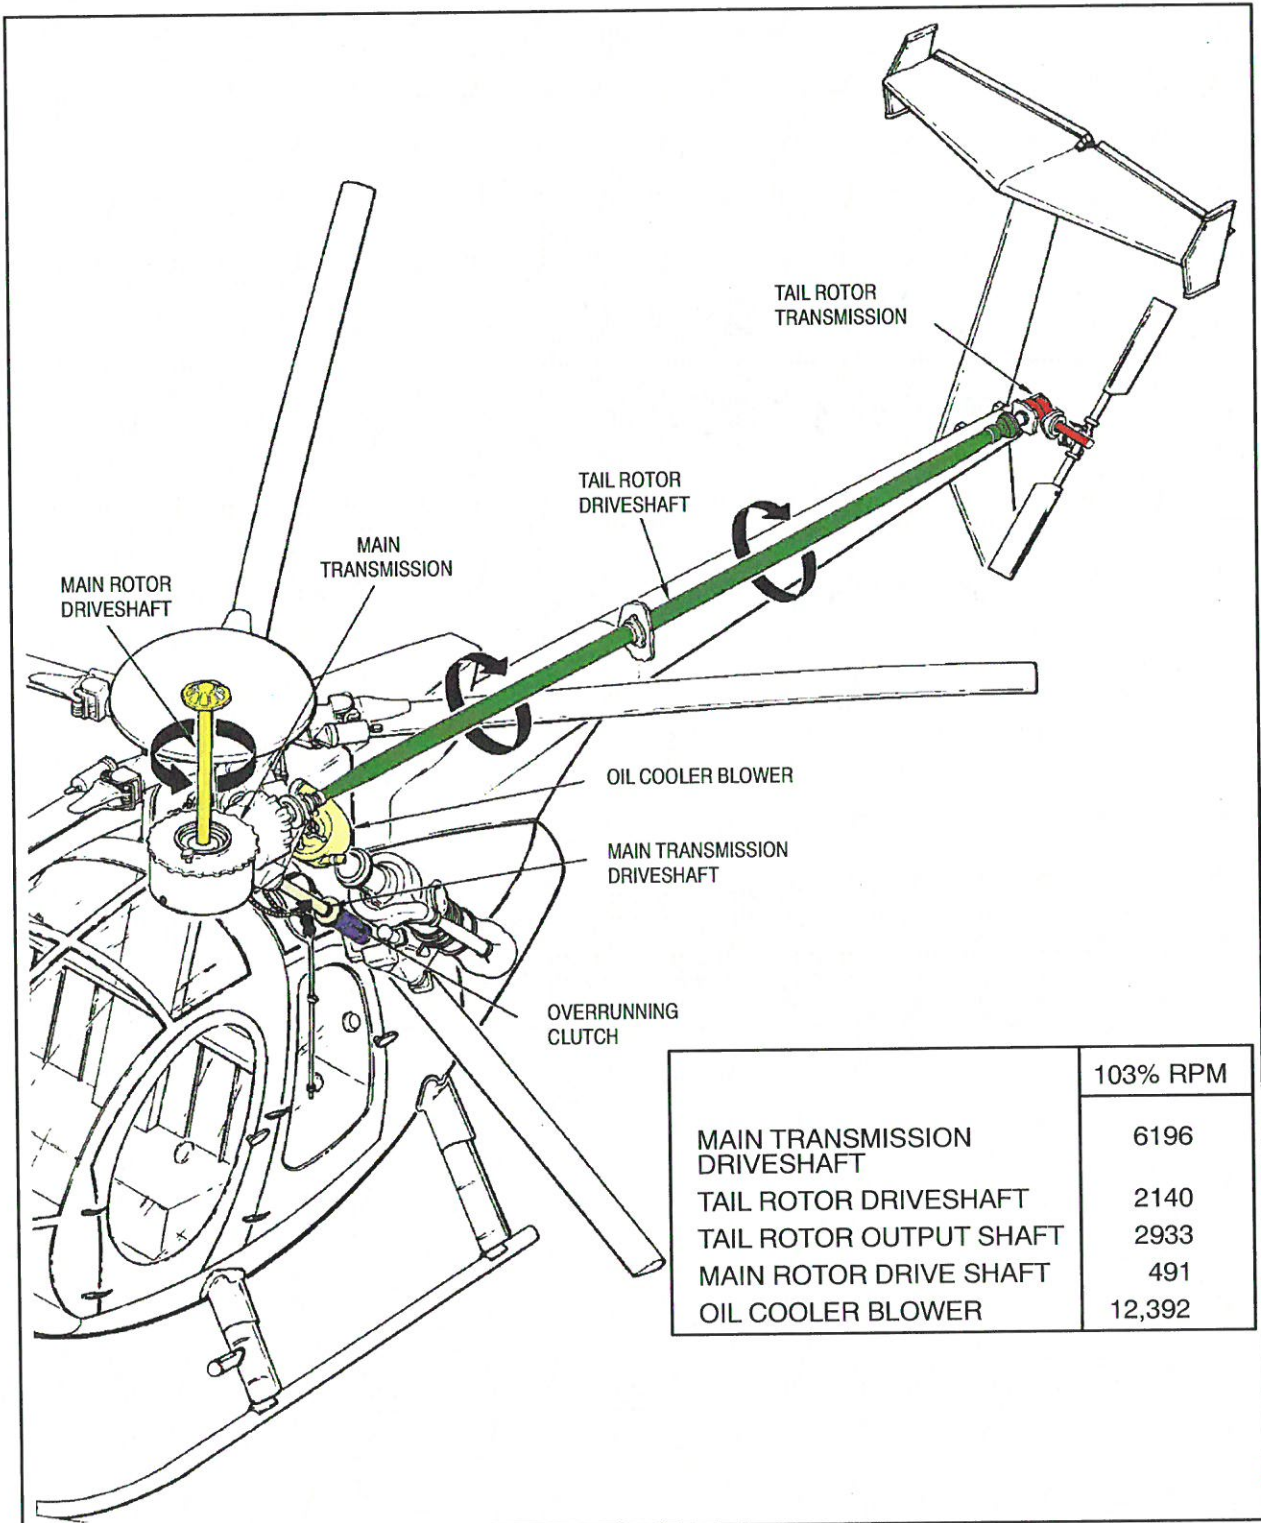 TAIL ROTOR
TRANSMISSION
TAIL ROTOR
DRIVESHAFT
MAIN
TRANSMISSION
MAIN ROTOR
DRIVESHAFT
OIL COOLER BLOWER
MAIN TRANSMISSION
DRIVESHAFT
OVERRUNNING
CLUTCH
103% RPM
MAIN TRANSMISSION 6196
DRIVESHAFT
TAIL ROTOR DRIVESHAFT 2140
TAIL ROTOR OUTPUT SHAFT 2933
MAIN ROTOR DRIVE SHAFT 491
OIL COOLER BLOWER 12,392